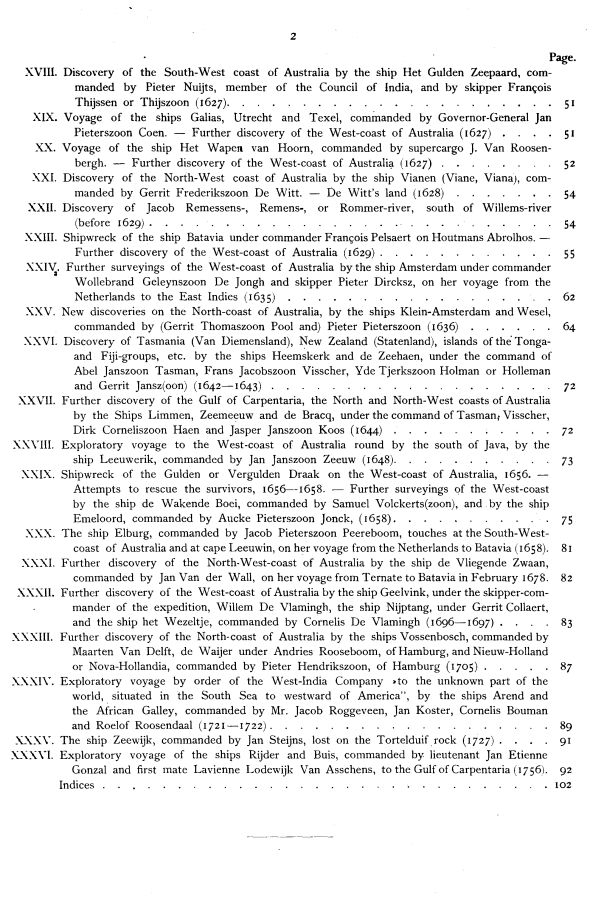 2
Page.
XVIII. Discovery of the South-West coast of Australia by the ship Het Gulden Zeepaard, com-
manded by Pieter Nuijts, member of the Council of India, and by skipper François
Thijssen or Thijszoon (1627). . . . . . . . . . . . . . . . . . . . 51
XIX. Voyage of the ships Galias, Utrecht and Texel, commanded by Governor-General Jan
Pieterszoon Coen. — Further discovery of the West-coast of Australia (1627) . . . . 51
XX. Voyage of the ship Het Wapen van Hoorn, commanded by supercargo J. Van Roosen-
bergh. — Further discovery of the West-coast of Australia (1627) . . . . . . . . 52
XXI. Discovery of the North-West coast of Australia by the ship Vianen (Viane, Viana), com-
manded by Gerrit Frederikszoon De Witt. — De Witt's land (1628) . . . . . . . 54
XXII. Discovery of Jacob Remessens-, Remens-, or Rommer-river, south of Willems-river
(before 1629) . . . . . . . . . . . . . . . . . . . . . . . . . 54
XXIII. Shipwreck of the ship Batavia under commander François Pelsaert on Houtmans Abrolhos. —
Further discovery of the West-coast of Australia (1629) . . . . . . . . . . . 55
XXIV. Further surveyings of the West-coast of Australia by the ship Amsterdam under commander
Wollebrand Geleynszoon De Jongh and skipper Pieter Dircksz, on her voyage from the
Netherlands to the East Indies (1635) . . . . . . . . . . . . . . . . . 62
XXV. New discoveries on the North-coast of Australia, by the ships Klein-Amsterdam and Wesel,
commanded by (Gerrit Thomaszoon Pool and) Pieter Pieterszoon (1636) . . . . . . 64
XXVI. Discovery of Tasmania (Van Diemensland), New Zealand (Statenland), islands of the Tonga-
and Fiji-groups, etc. by the ships Heemskerk and de Zeehaen, under the command of
Abel Janszoon Tasman, Frans Jacobszoon Visscher, Yde Tjerkszoon Holman or Holleman
and Gerrit Jansz(oon) (1642—1643) . . . . . . . . . . . . . . . . . . 72
XXVII. Further discovery of the Gulf of Carpentaria, the North and North-West coasts of Australia
by the Ships Limmen, Zeemeeuw and de Bracq, under the command of Tasman, Visscher,
Dirk Corneliszoon Haen and Jasper Janszoon Koos (1644) . . . . . . . . . . 72
XXVIII. Exploratory voyage to the West-coast of Australia round by the south of Java, by the
ship Leeuwerik, commanded by Jan Janszoon Zeeuw (1648). . . . . . . . . . . 73
XXIX. Shipwreck of the Gulden or Vergulden Draak on the West-coast of Australia, 1656. —
Attempts to rescue the survivors, 1656—1658. — Further surveyings of the West-coast
by the ship de Wakende Boei, commanded by Samuel Volckerts(zoon), and by the ship
Emeloord, commanded by Aucke Pieterszoon Jonck, (1658). . . . . . . . . . . 75
XXX. The ship Elburg, commanded by Jacob Pieterszoon Peereboom, touches at the South-West-
coast of Australia and at cape Leeuwin, on her voyage from the Netherlands to Batavia (1658). 81
XXXI. Further discovery of the North-West-coast of Australia by the ship de Vliegende Zwaan,
commanded by Jan Van der Wall, on her voyage from Ternate to Batavia in February 1678. 82
XXXII. Further discovery of the West-coast of Australia by the ship Geelvink, under the skipper-com-
mander of the expedition, Willem De Vlamingh, the ship Nijptang, under Gerrit Collaert,
and the ship het Wezeltje, commanded by Cornelis De Vlamingh (1696—1697) . . . . 83
XXXIII. Further discovery of the North-coast of Australia by the ships Vossenbosch, commanded by
Maarten Van Delft, de Waijer under Andries Rooseboom, of Hamburg, and Nieuw-Holland
or Nova-Hollandia, commanded by Pieter Hendrikszoon, of Hamburg (1705) . . . . . 87
XXXIV. Exploratory voyage by order of the West-India Company »to the unknown part of the
world, situated in the South Sea to westward of America", by the ships Arend and
the African Galley, commanded by Mr. Jacob Roggeveen, Jan Koster, Cornelis Bouman
and Roelof Roosendaal (1721—1722). . . . . . . . . . . . . . . . . . 89
XXXV. The ship Zeewijk, commanded by Jan Steijns, lost on the Tortelduif rock (1727) . . . . 91
XXXVI. Exploratory voyage of the ships Rijder and Buis, commanded by lieutenant Jan Etienne
Gonzal and first mate Lavienne Lodewijk Van Asschens, to the Gulf of Carpentaria (1756). 92
Indices . . . . . . . . . . . . . . . . . . . . . . . . . . . . 102